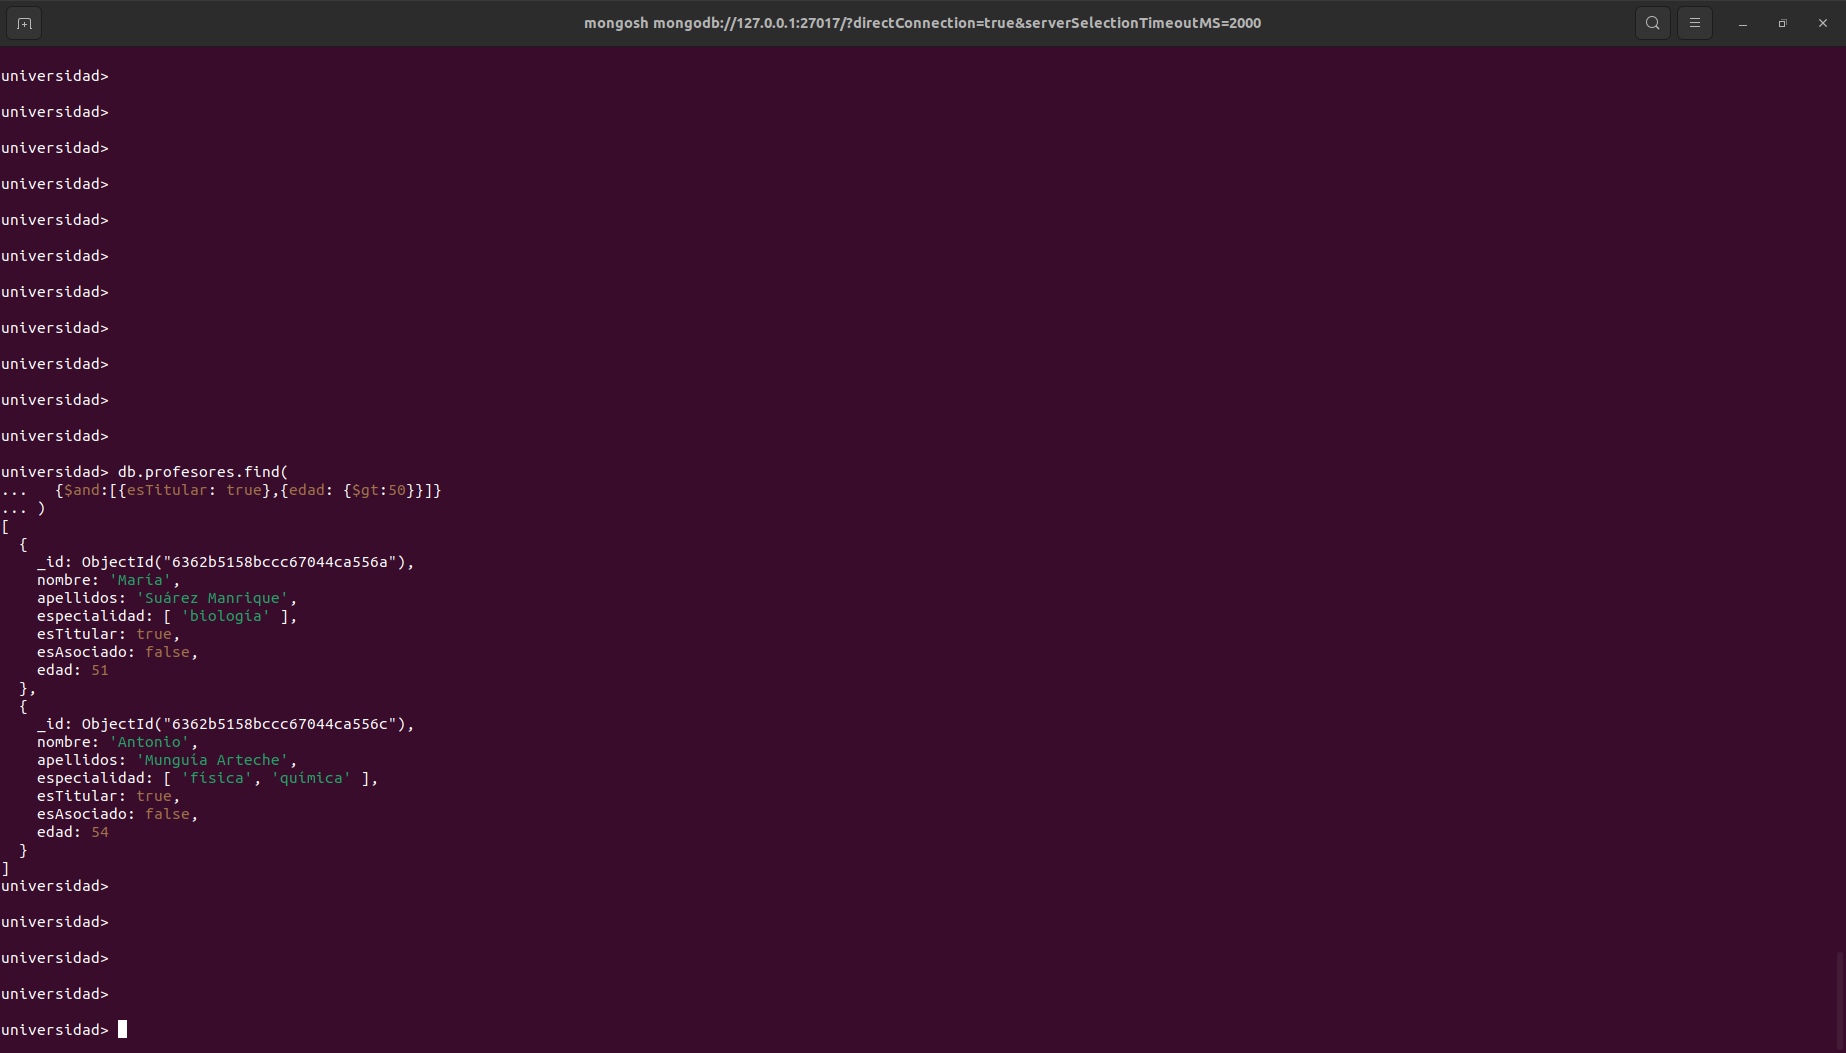 mongosh mongodb://127.0.0.1:27017/?directConnection=true&serverSelectionTimeoutMS=2000
universidad>
universidad>
universidad>
universidad>
universidad>
universidad>
universidad>
universidad>
universidad>
universidad>
universidad>
universidad> db.profesores.find(
...   {$and:[{esTitular: true},{edad: {$gt:50}}]}
... )
[
  {
    _id: ObjectId("6362b5158bccc67044ca556a"),
    nombre: 'María',
    apellidos: 'Suárez Manrique',
    especialidad: [ 'biología' ],
    esTitular: true,
    esAsociado: false,
    edad: 51
  },
  {
    _id: ObjectId("6362b5158bccc67044ca556c"),
    nombre: 'Antonio',
    apellidos: 'Munguía Arteche',
    especialidad: [ 'física', 'química' ],
    esTitular: true,
    esAsociado: false,
    edad: 54
  }
]
universidad>
universidad>
universidad>
universidad>
universidad>